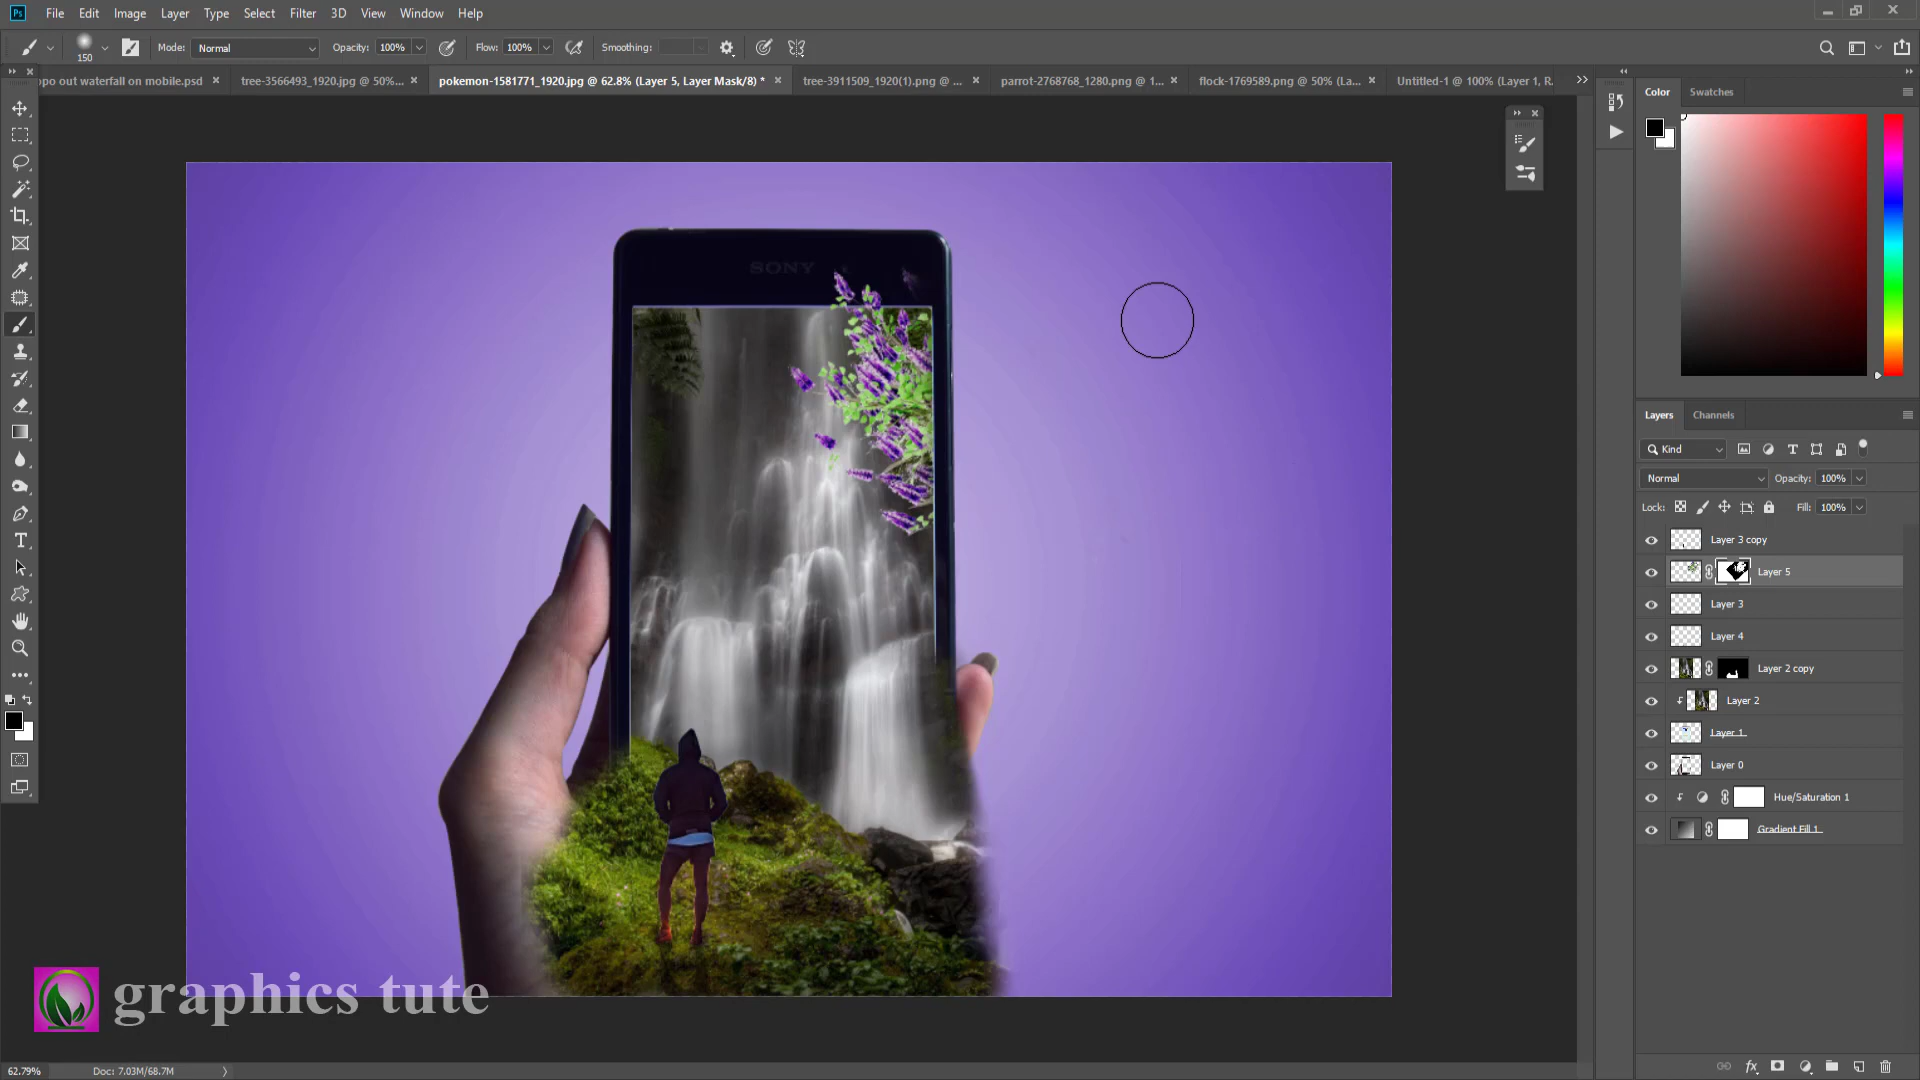 File Edit Image Layer Type Select Filter 3D View Window Help
150 Mode: Normal Opacity: 100% Flow: 100% Smoothing:
opo out waterfall on mobile.psd
tree-3566493_1920.jpg @ 50%...
pokemon-1581771_1920.jpg @ 62.8% (Layer 5, Layer Mask/8) *
tree-3911509_1920(1).png @ ...
parrot-2768768_1280.png @ 1...
flock-1769589.png @ 50% (La...
Untitled-1 @ 100% (Layer 1, R.
Color Swatches
SONY
Layers Channels
Kind
Normal Opacity: 100%
Lock: Fill: 100%
Layer 3 copy
Layer 5
Layer 3
Layer 4
Layer 2 copy
Layer 2
Layer 1
Layer 0
Hue/Saturation 1
Gradient Fill 1
graphics tute
62.79% Doc: 7.03M/68.7M